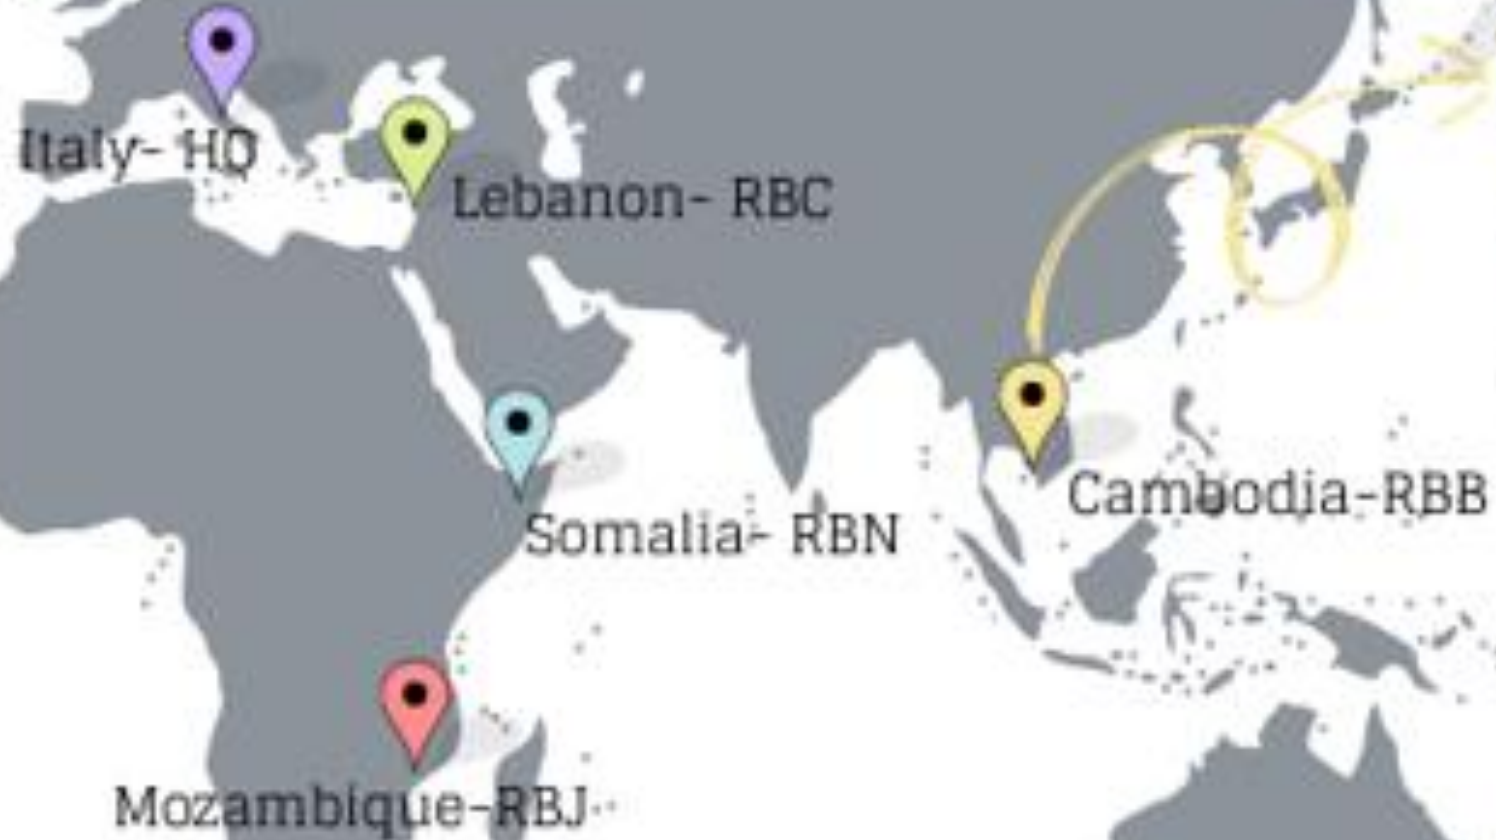 Italy- HQ
Lebanon- RBC
Cambodia-RBB
Somalia- RBN
Mozambique-RBJ